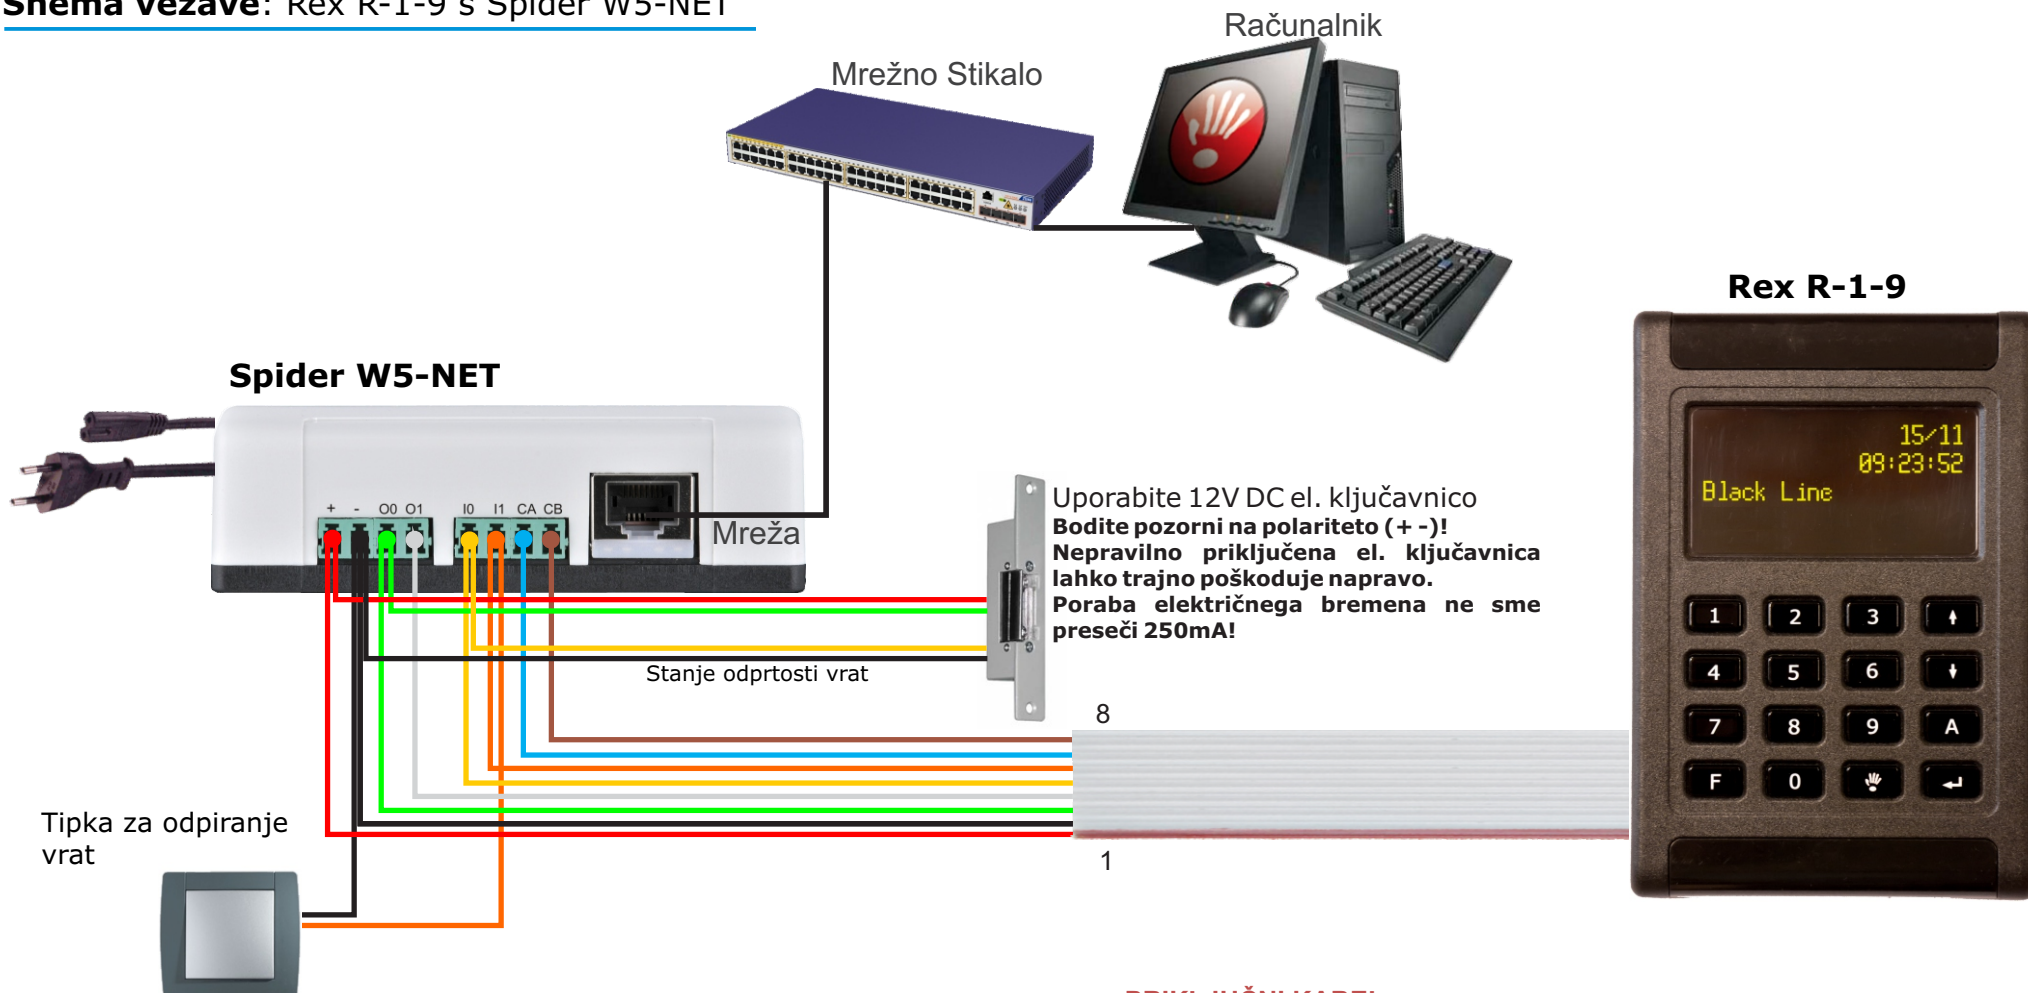 Shema vezave: Rex R-1-9 s Spider W5-NET
Računalnik
Mrežno Stikalo
Rex R-1-9
Spider W5-NET
+ - O0 O1 I0 I1 CA CB
Mreža
Uporabite 12V DC el. ključavnico
Bodite pozorni na polariteto (+ -)!
Nepravilno priključena el. ključavnica
lahko trajno poškoduje napravo.
Poraba električnega bremena ne sme
preseči 250mA!
Stanje odprtosti vrat
15/11
09:23:52
Black Line
1 2 3
4 5 6
7 8 9 A
F 0
8
1
Tipka za odpiranje
vrat
PRIKLJUČNI KABEL